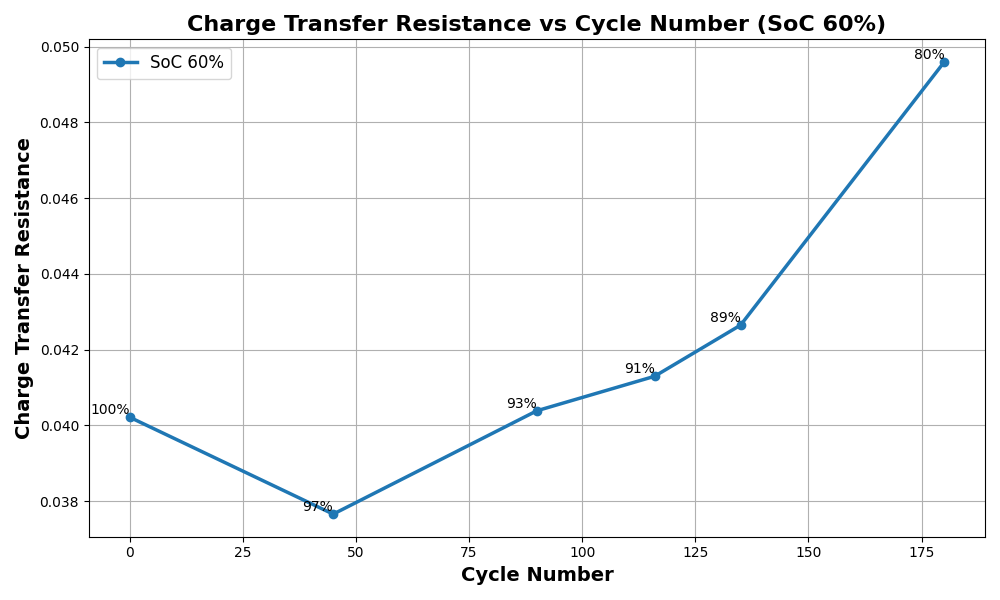 Charge Transfer Resistance vs Cycle Number (SoC 60%)
SoC 60%
Charge Transfer Resistance
0.050
0.048
0.046
0.044
0.042
0.040
0.038
100%
97%
93%
91%
89%
80%
0 25 50 75 100 125 150 175
Cycle Number